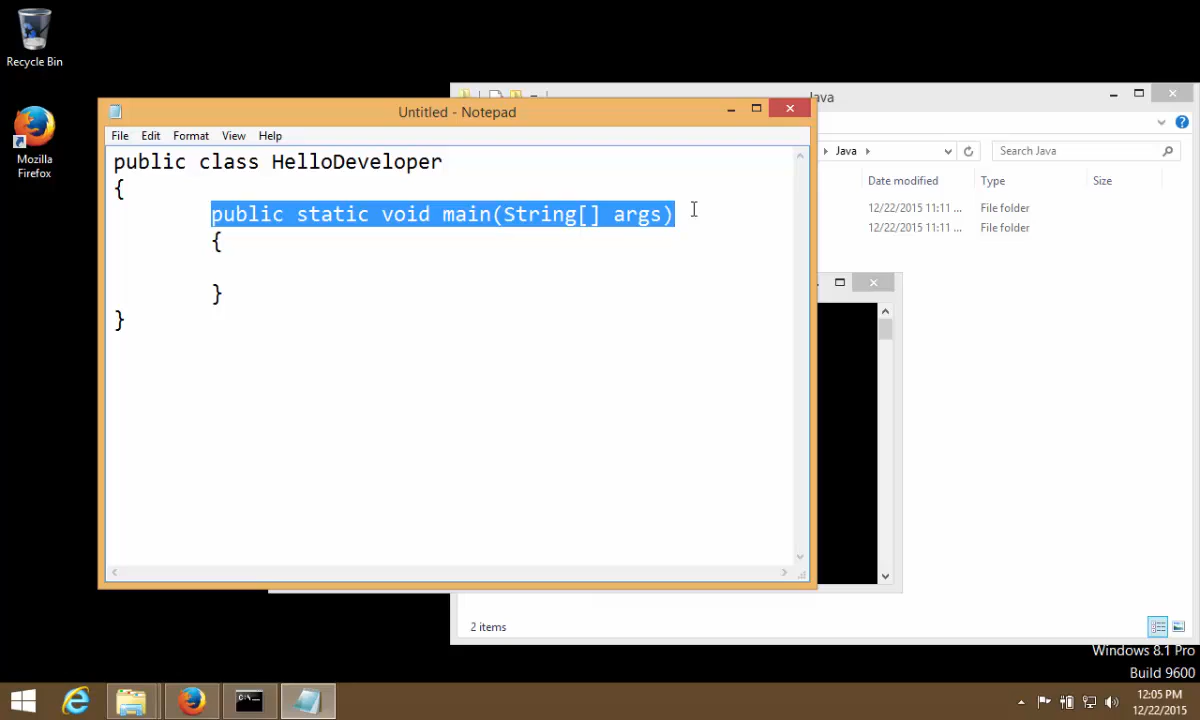 Recycle Bin
Mozilla
Firefox
Untitled - Notepad
File Edit Format View Help
public class HelloDeveloper
{
public static void main(String[] args)
{
}
}
Java
Java
Search Java
Date modified Type Size
12/22/2015 11:11 ... File folder
12/22/2015 11:11 ... File folder
2 items
Windows 8.1 Pro
Build 9600
12:05 PM
12/22/2015